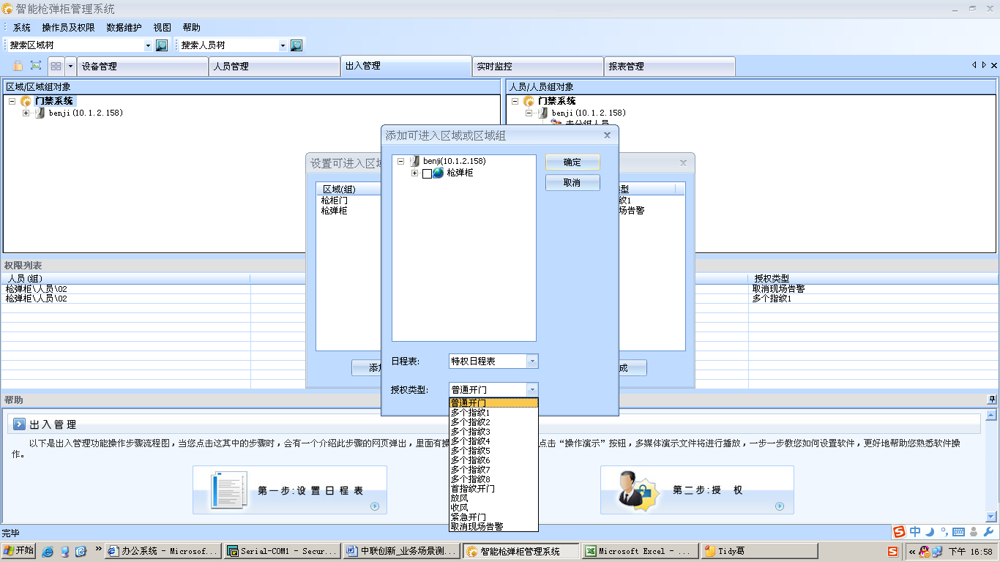 智能枪弹柜管理系统
系统 操作员及权限 数据维护 视图 帮助
搜索区域树 搜索人员树
设备管理 人员管理 出入管理 实时监控 报表管理
区域/区域组对象 人员/人员组对象
门禁系统 门禁系统
benji(10.1.2.158) benji(10.1.2.158)
未分组人员
添加可进入区域或区域组
设置可进入区域
benji(10.1.2.158) 确定
枪弹柜
取消
区域(组) 类型
枪柜门 纹1
枪弹柜 场告警
权限列表
人员(组) 授权类型
枪弹柜\人员\02 取消现场告警
枪弹柜\人员\02 多个指纹1
日程表: 特权日程表
添加 成
授权类型: 普通开门
帮助
普通开门
多个指纹1
多个指纹2
多个指纹3
多个指纹4
多个指纹5
多个指纹6
多个指纹7
多个指纹8
首指纹开门
放风
收风
紧急开门
取消现场告警
出入管理
以下是出入管理功能操作步骤流程图，当您点击这其中的步骤时，会有一个介绍此步骤的网页弹出，里面有操 点击“操作演示”按钮，多媒体演示文件将进行播放，一步一步教您如何设置软件，更好地帮助您熟悉软件操
作。
第一步:设置日程表 第二步:授 权
完毕
中
开始 办公系统 - Microsof... Serial-COM1 - Secur... 中联创新_业务场景测... 智能枪弹柜管理系统 Microsoft Excel - ... Tidy葛 下午 16:58